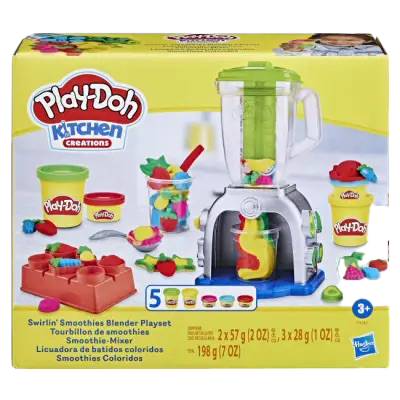 PLAY-DOH
KITCHEN
CREATIONS
PLAY-DOH
PLAY-DOH
PLAY-DOH
5
3+
Swirlin' Smoothies Blender Playset
Tourbillon de smoothies
Smoothie-Mixer
Licuadora de batidos coloridos
Smoothies Coloridos
2 x 57 g (2 OZ) , 3 x 28 g (1 OZ)
198 g (7 OZ)
Hasbro